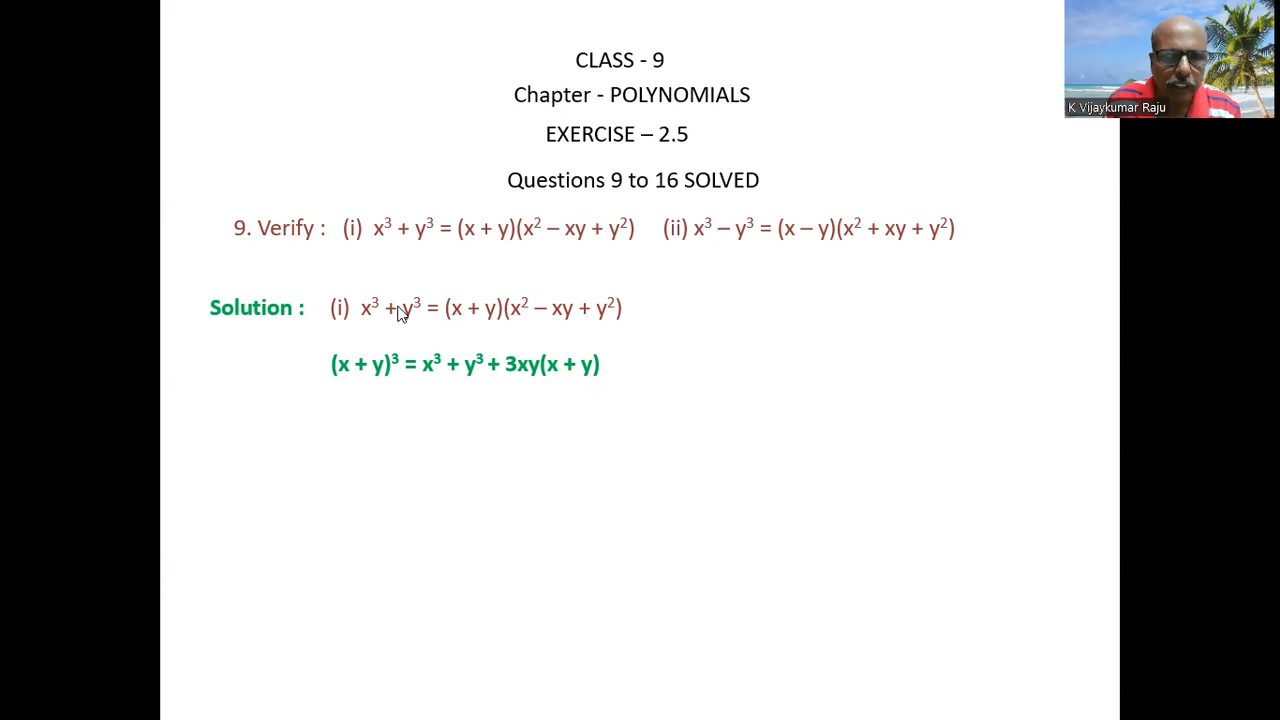 CLASS - 9
Chapter - POLYNOMIALS
EXERCISE – 2.5
Questions 9 to 16 SOLVED
K Vijaykumar Raju
9. Verify : (i) x³ + y³ = (x + y)(x² – xy + y²) (ii) x³ – y³ = (x – y)(x² + xy + y²)
Solution : (i) x³ + y³ = (x + y)(x² – xy + y²)
(x + y)³ = x³ + y³ + 3xy(x + y)